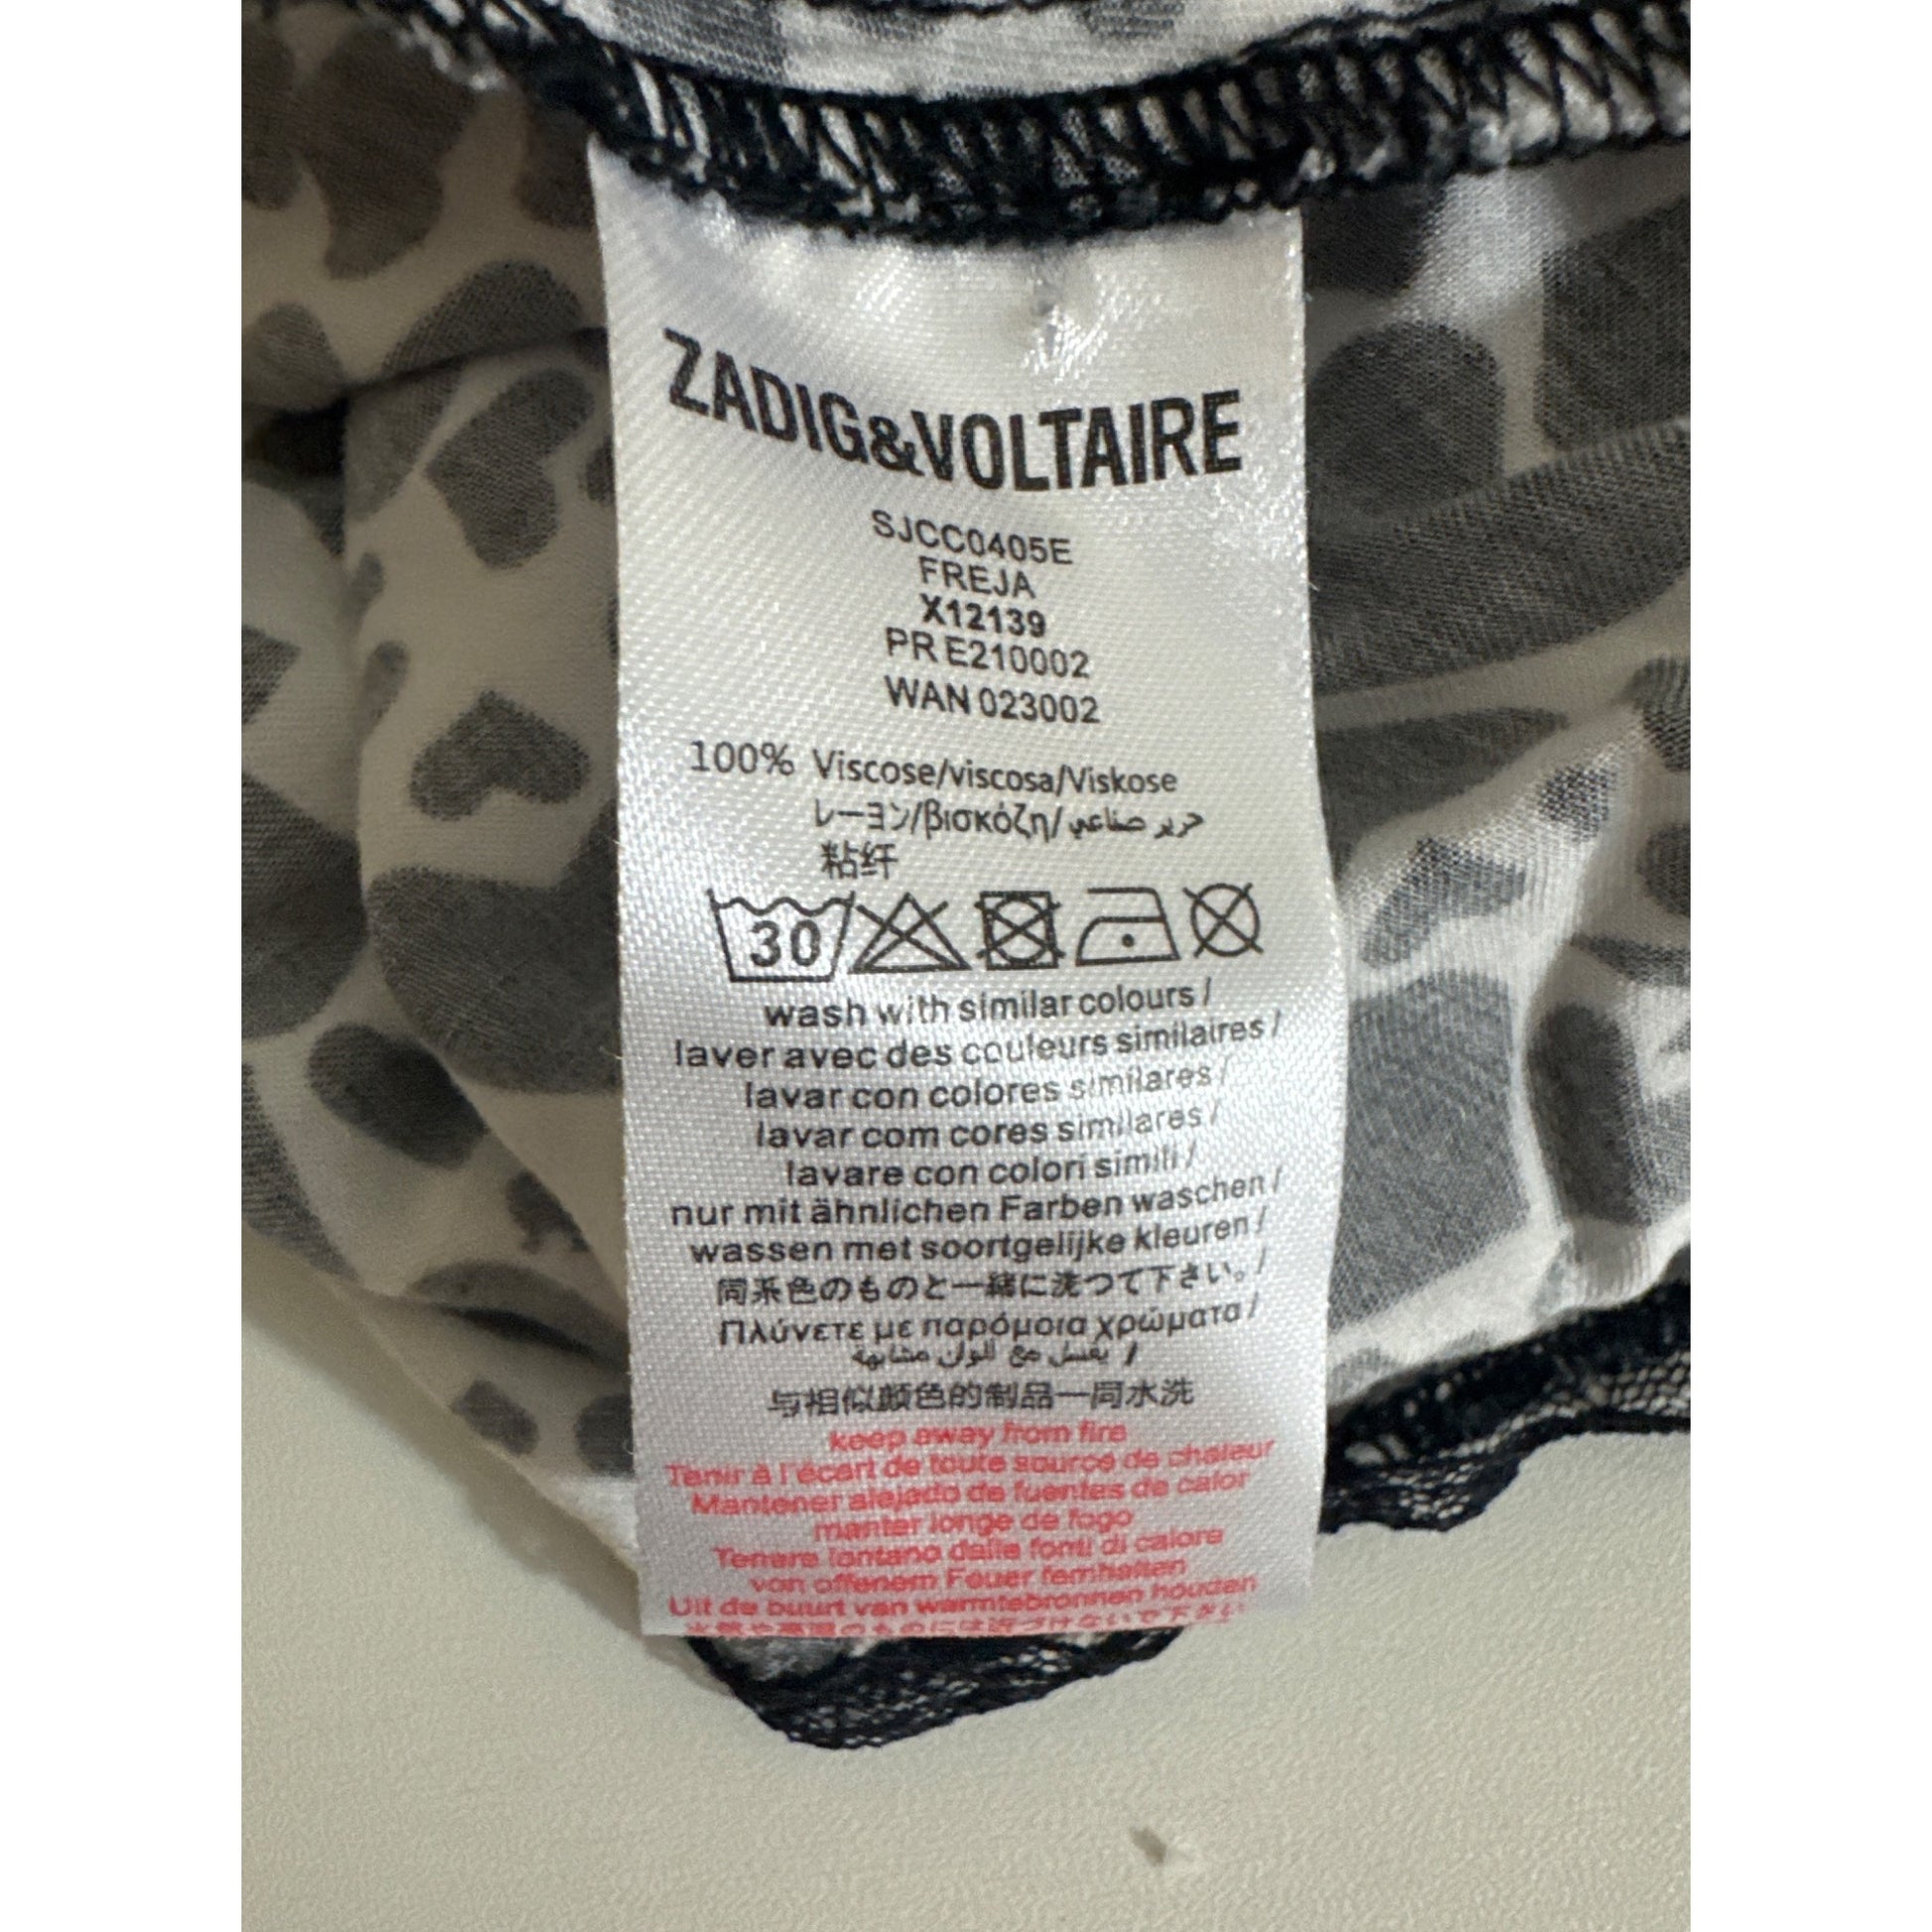 ZADIG&VOLTAIRE
SJCC0405E
FREJA
X12139
PR E210002
WAN 023002
100% Viscose/viscosa/Viskose
レーヨン/βισκόζη/حرير صناعي
粘纤
30
wash with similar colours /
laver avec des couleurs similaires /
lavar con colores similares /
lavar com cores similares /
lavare con colori simili /
nur mit ähnlichen Farben waschen /
wassen met soortgelijke kleuren /
同系色のものと一緒に洗つて下さい。/
Πλύνετε με παρόμοια χρώματα /
يغسل مع الوان مشابهة /
与相似颜色的制品一同水洗
keep away from fire
Tenir à l'écart de toute source de chaleur
Mantener alejado de fuentes de calor
manter longe de fogo
Tenere lontano dalle fonti di calore
von offenem Feuer fernhalten
Uit de buurt van warmtebronnen houden